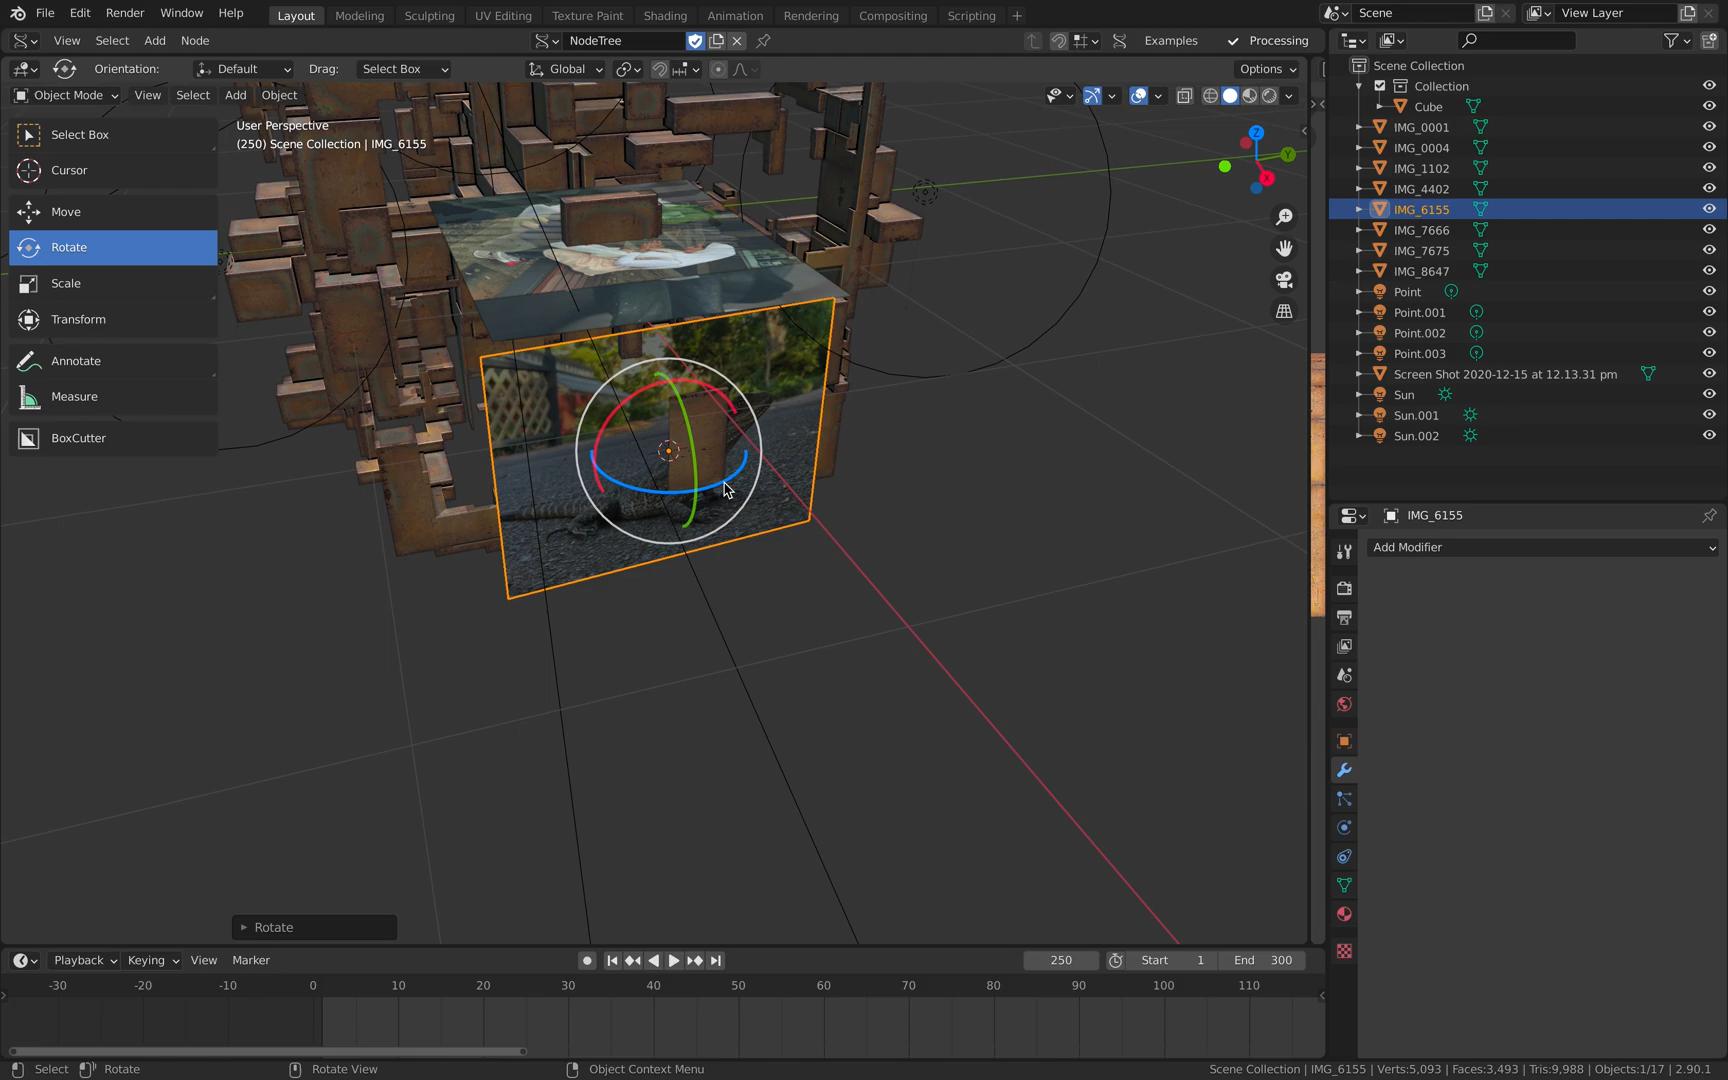 File Edit Render Window Help Layout Modeling Sculpting UV Editing Texture Paint Shading Animation Rendering Compositing Scripting + Scene View Layer
View Select Add Node NodeTree Examples Processing
Orientation: Default Drag: Select Box Global Options
Object Mode View Select Add Object
Select Box
Cursor
Move
Rotate
Scale
Transform
Annotate
Measure
BoxCutter
User Perspective
(250) Scene Collection | IMG_6155
Z
Y
X
Rotate
Scene Collection
Collection
Cube
IMG_0001
IMG_0004
IMG_1102
IMG_4402
IMG_6155
IMG_7666
IMG_7675
IMG_8647
Point
Point.001
Point.002
Point.003
Screen Shot 2020-12-15 at 12.13.31 pm
Sun
Sun.001
Sun.002
IMG_6155
Add Modifier
Playback Keying View Marker 250 Start 1 End 300
-30 -20 -10 0 10 20 30 40 50 60 70 80 90 100 110
Select Rotate Rotate View Object Context Menu Scene Collection | IMG_6155 | Verts:5,093 | Faces:3,493 | Tris:9,988 | Objects:1/17 | 2.90.1